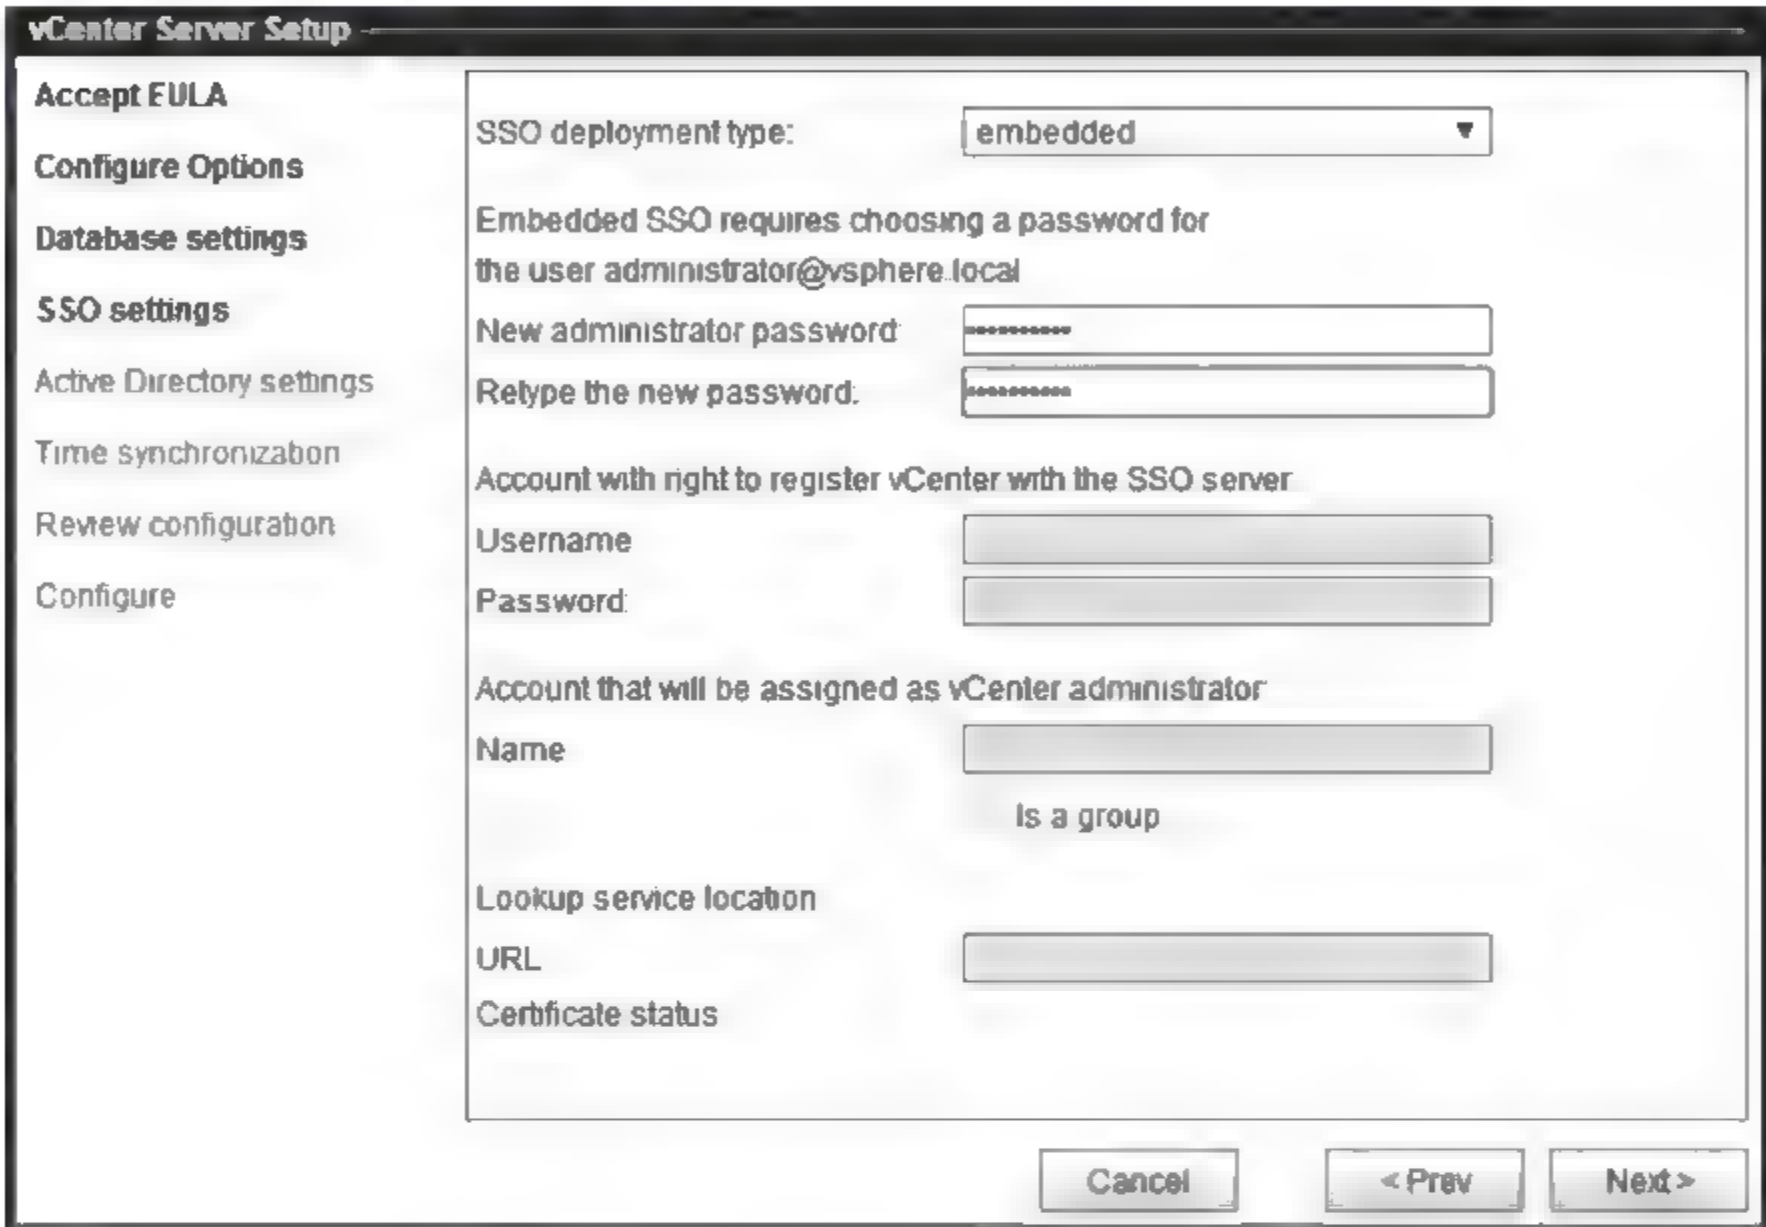 vCenter Server Setup
Accept EULA
Configure Options
Database settings
SSO settings
Active Directory settings
Time synchronization
Review configuration
Configure
SSO deployment type:
embedded
Embedded SSO requires choosing a password for
the user administrator@vsphere.local
New administrator password:
••••••••••
Retype the new password:
••••••••••
Account with right to register vCenter with the SSO server
Username
Password:
Account that will be assigned as vCenter administrator
Name
Is a group
Lookup service location
URL
Certificate status
Cancel
< Prev
Next >